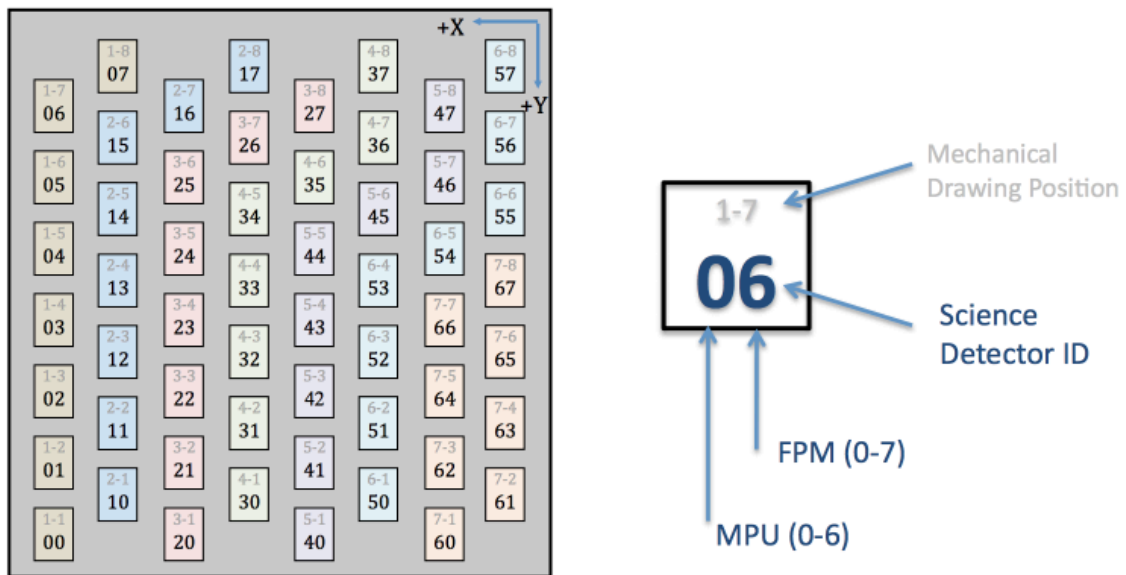 +X
1-8 2-8 4-8 6-8
07 17 37 57
1-7 2-7 3-8 5-8
+Y
06 16 27 47
2-6 3-7 4-7 6-7
15 26 36 56
1-6 3-6 4-6 5-7
05 25 35 46
2-5 4-5 5-6 6-6
14 34 45 55
1-5 3-5 5-5 6-5
04 24 44 54
2-4 4-4 6-4 7-8
13 33 53 67
1-4 3-4 5-4 7-7
03 23 43 66
2-3 4-3 6-3 7-6
12 32 52 65
1-3 3-3 5-3 7-5
02 22 42 64
2-2 4-2 6-2 7-4
11 31 51 63
1-2 3-2 5-2 7-3
01 21 41 62
2-1 4-1 6-1 7-2
10 30 50 61
1-1 3-1 5-1 7-1
00 20 40 60
Mechanical
Drawing Position
1-7
06
Science
Detector ID
FPM (0-7)
MPU (0-6)